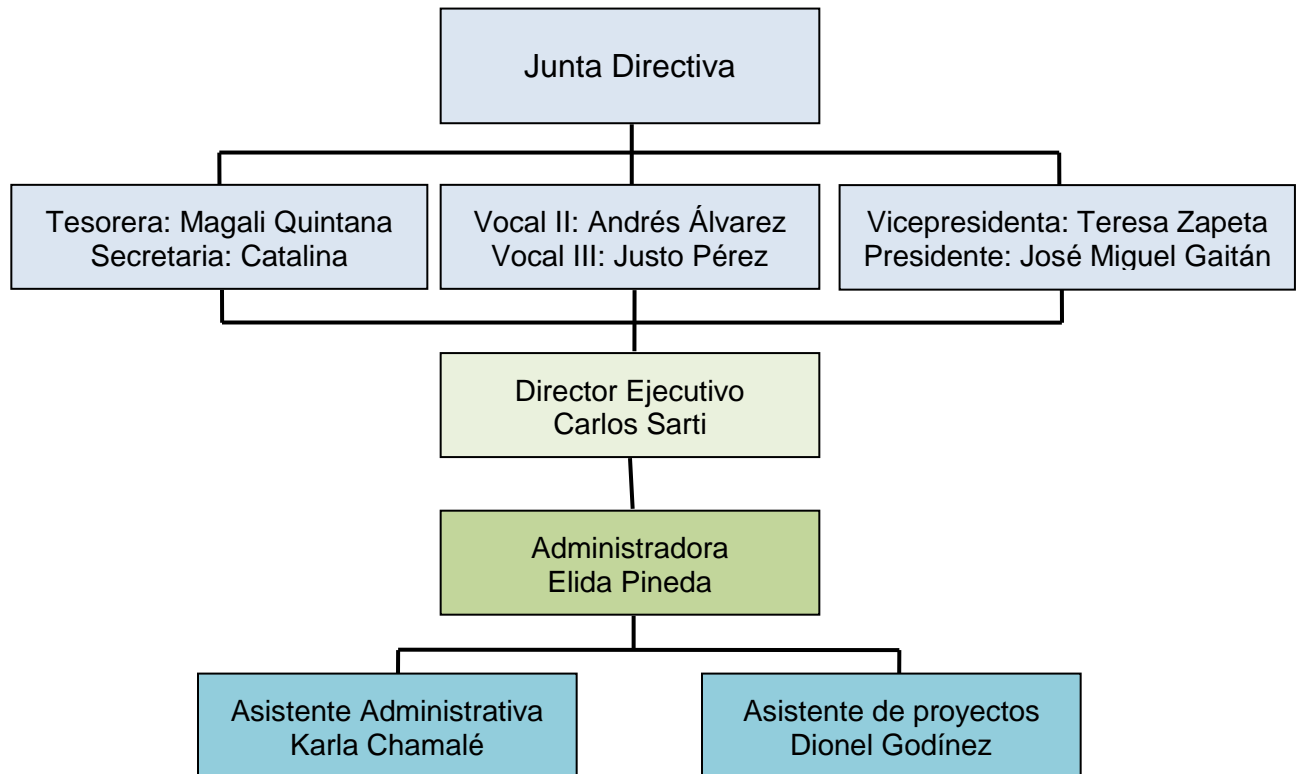 Junta Directiva
Tesorera: Magali Quintana
Secretaria: Catalina
Vocal II: Andrés Álvarez
Vocal III: Justo Pérez
Vicepresidenta: Teresa Zapeta
Presidente: José Miguel Gaitán
Director Ejecutivo
Carlos Sarti
Administradora
Elida Pineda
Asistente Administrativa
Karla Chamalé
Asistente de proyectos
Dionel Godínez